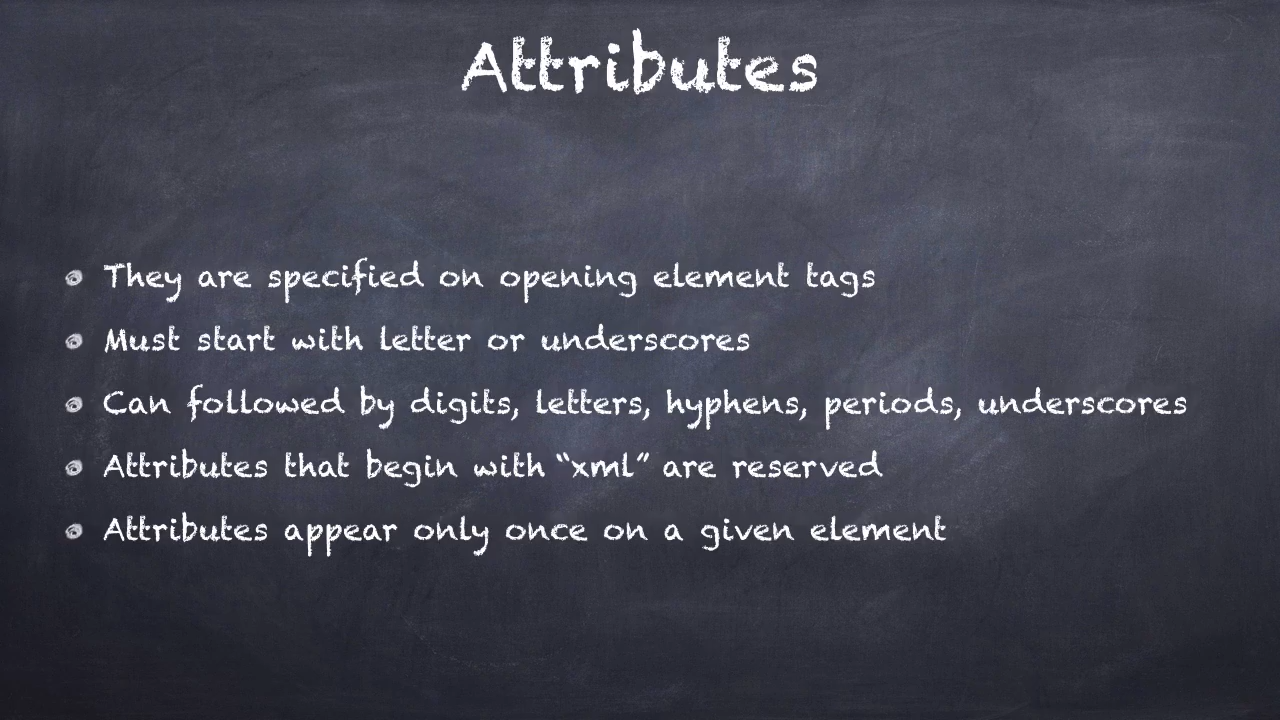 Attributes
They are specified on opening element tags
Must start with letter or underscores
Can followed by digits, letters, hyphens, periods, underscores
Attributes that begin with “xml” are reserved
Attributes appear only once on a given element